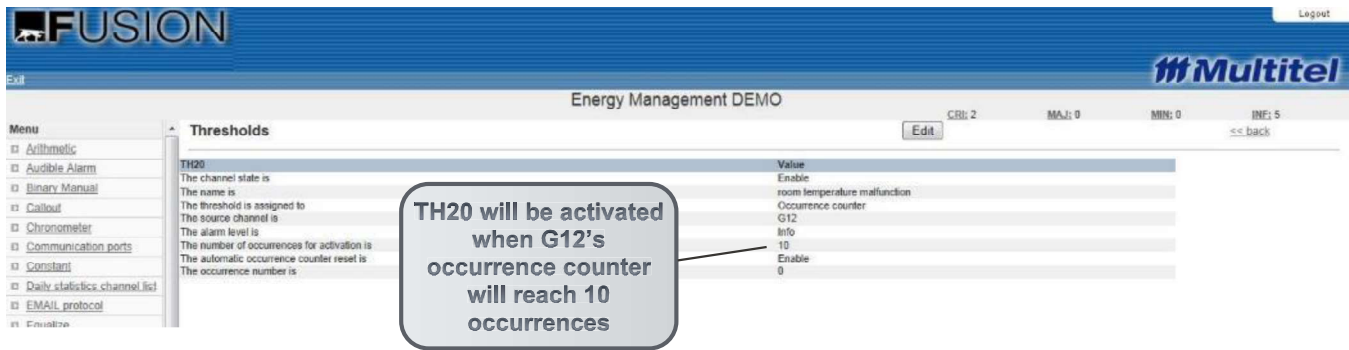 FUSION
Logout
Multitel
Exit
Energy Management DEMO
CRI: 2 MAJ: 0 MIN: 0 INF: 5
Menu
Thresholds
Edit
<< back
Arithmetic
Audible Alarm
Binary Manual
Callout
Chronometer
Communication ports
Constant
Daily statistics channel list
EMAIL protocol
Equalize
TH20 Value
The channel state is Enable
The name is room temperature malfunction
The threshold is assigned to Occurrence counter
The source channel is G12
The alarm level is Info
The number of occurrences for activation is 10
The automatic occurrence counter reset is Enable
The occurrence number is 0
TH20 will be activated
when G12's
occurrence counter
will reach 10
occurrences